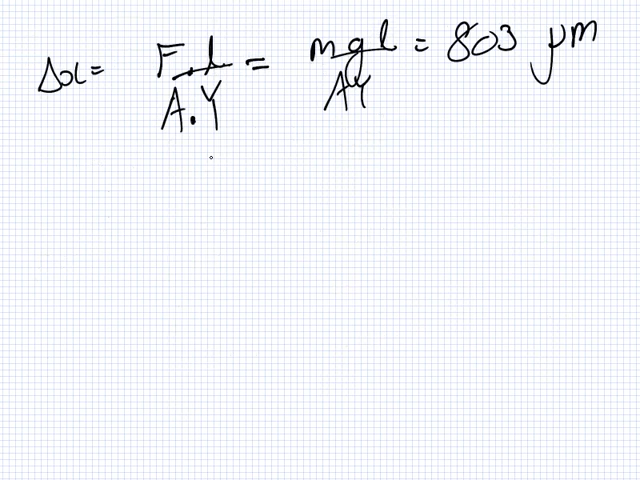 Δx = F.l / A.Y = mgl / AY = 803 μm